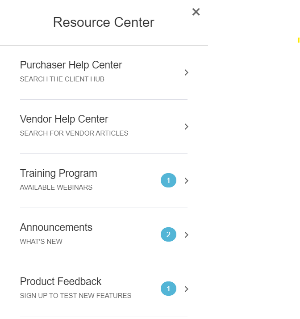 Resource Center
Purchaser Help Center
SEARCH THE CLIENT HUB
Vendor Help Center
SEARCH FOR VENDOR ARTICLES
Training Program
1
AVAILABLE WEBINARS
Announcements
2
WHAT'S NEW
Product Feedback
1
SIGN UP TO TEST NEW FEATURES